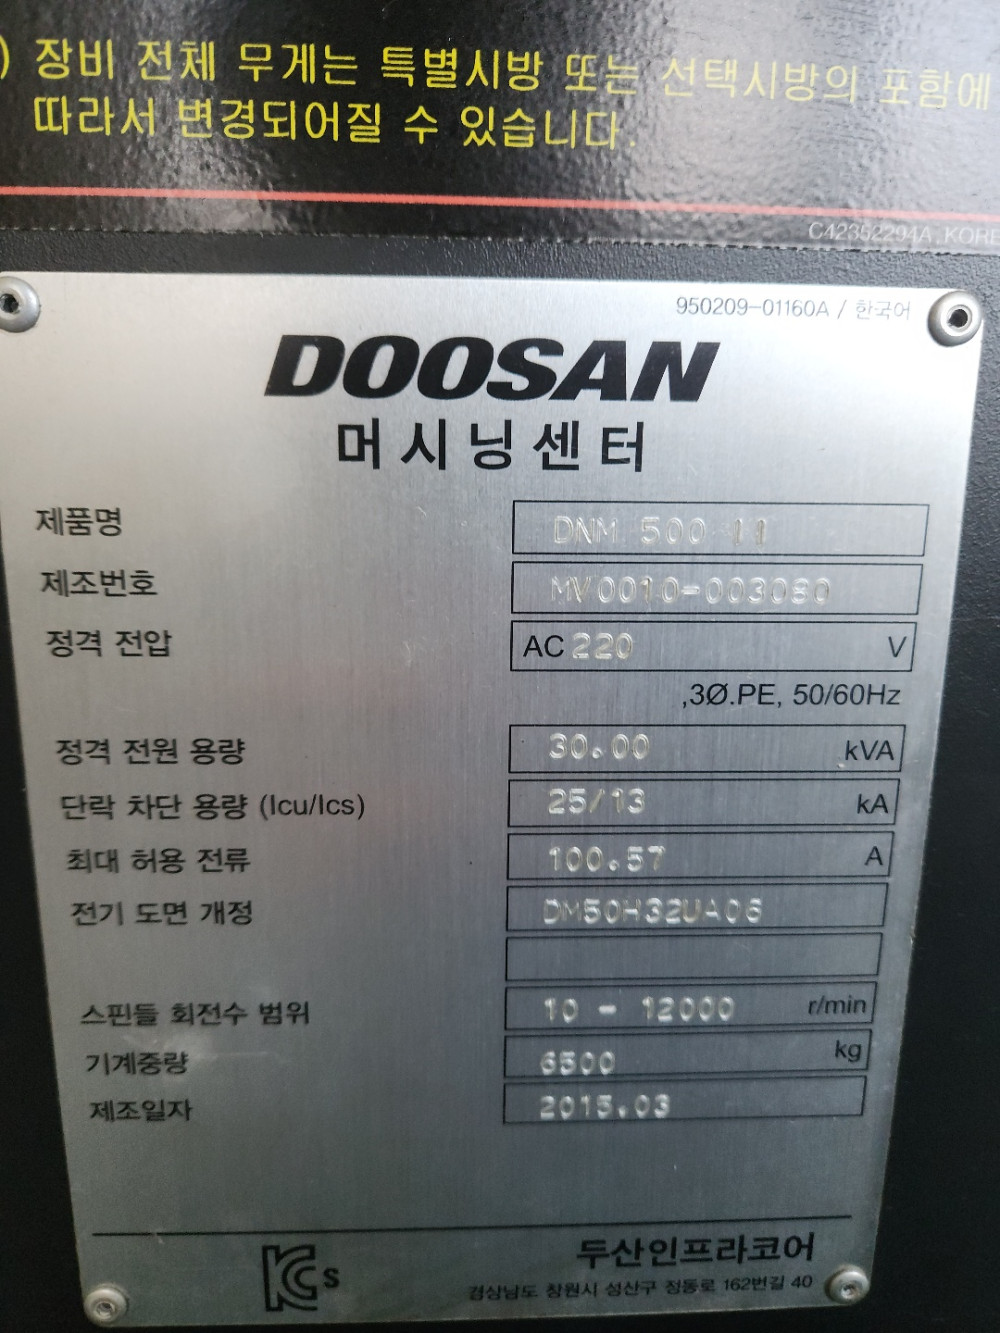 ) 장비 전체 무게는 특별시방 또는 선택시방의 포함에
따라서 변경되어질 수 있습니다.
C42352294A.KORE
950209-01160A / 한국어
DOOSAN
머시닝센터
제품명 DNM 500 II
제조번호 MV0010-003080
정격 전압 AC 220 V
,3Ø.PE, 50/60Hz
정격 전원 용량 30.00 kVA
단락 차단 용량 (Icu/Ics) 25/13 kA
최대 허용 전류 100.57 A
전기 도면 개정 DM50H32UA06
스핀들 회전수 범위 10 - 12000 r/min
기계중량 6500 kg
제조일자 2015.03
두산인프라코어
KCs 경상남도 창원시 성산구 정동로 162번길 40